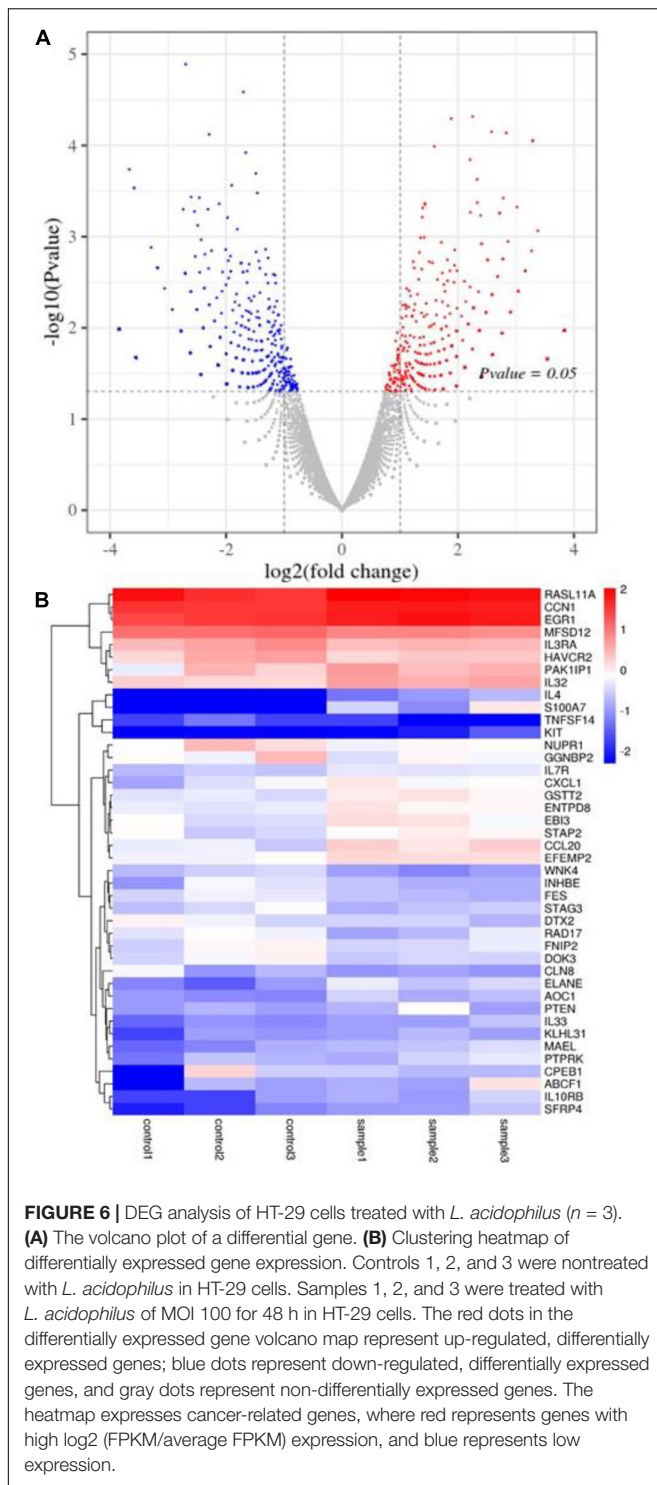 A
5
4
3
2
1
0
-log10(Pvalue)
Pvalue = 0.05
-4
-2
0
2
4
log2(fold change)
B
RASL11A
CCN1
EGR1
MFSD12
IL3RA
HAVCR2
PAK1IP1
IL32
IL4
S100A7
TNFSF14
KIT
NUPR1
GGNBP2
IL7R
CXCL1
GSTT2
ENTPD8
EBI3
STAP2
CCL20
EFEMP2
WNK4
INHBE
FES
STAG3
DTX2
RAD17
FNIP2
DOK3
CLN8
ELANE
AOC1
PTEN
IL33
KLHL31
MAEL
PTPRK
CPEB1
ABCF1
IL10RB
SFRP4
2
1
0
-1
-2
control1
control2
control3
sample1
sample2
sample3
FIGURE 6 | DEG analysis of HT-29 cells treated with L. acidophilus (n = 3).
(A) The volcano plot of a differential gene. (B) Clustering heatmap of
differentially expressed gene expression. Controls 1, 2, and 3 were nontreated
with L. acidophilus in HT-29 cells. Samples 1, 2, and 3 were treated with
L. acidophilus of MOI 100 for 48 h in HT-29 cells. The red dots in the
differentially expressed gene volcano map represent up-regulated, differentially
expressed genes; blue dots represent down-regulated, differentially expressed
genes, and gray dots represent non-differentially expressed genes. The
heatmap expresses cancer-related genes, where red represents genes with
high log2 (FPKM/average FPKM) expression, and blue represents low
expression.